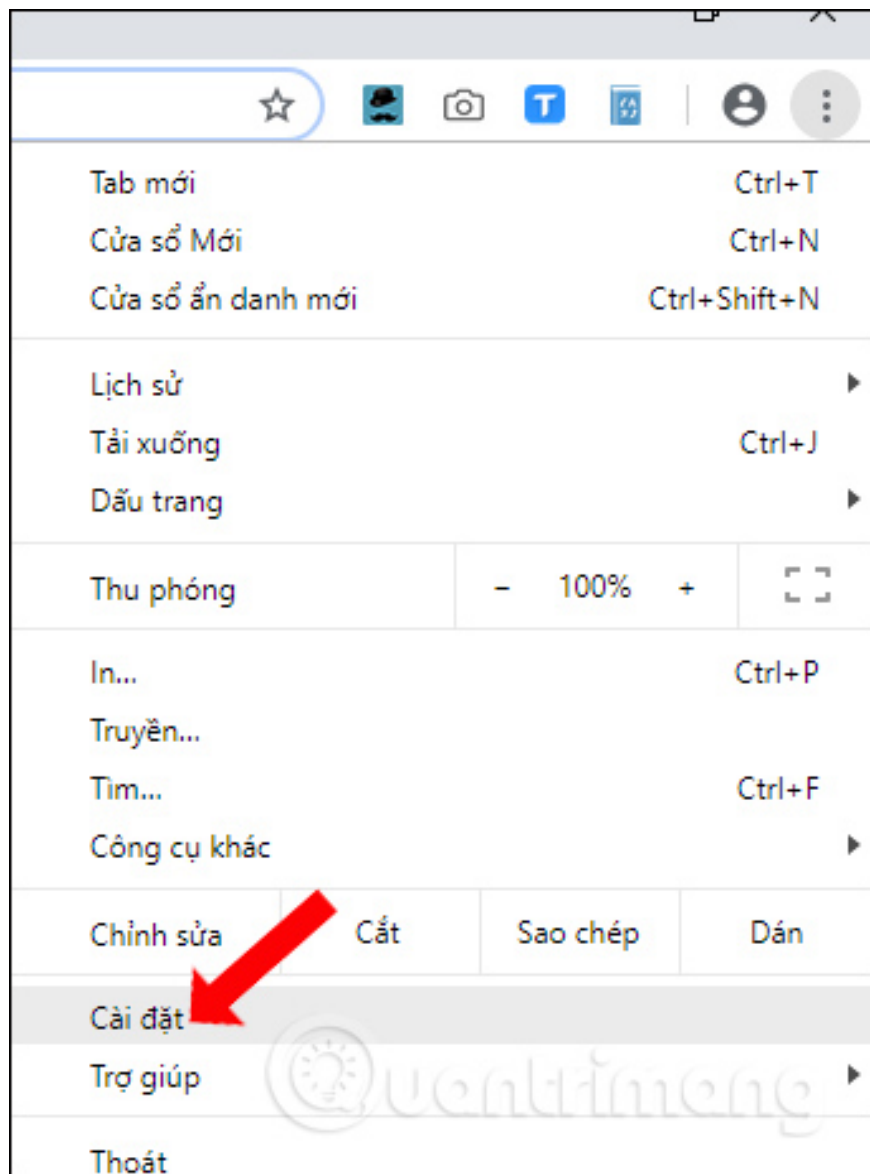 Tab mới Ctrl+T
Cửa sổ Mới Ctrl+N
Cửa sổ ẩn danh mới Ctrl+Shift+N
Lịch sử
Tải xuống Ctrl+J
Dấu trang
Thu phóng - 100% +
In... Ctrl+P
Truyền...
Tìm... Ctrl+F
Công cụ khác
Chỉnh sửa Cắt Sao chép Dán
Cài đặt
Trợ giúp
Quantrimang
Thoát